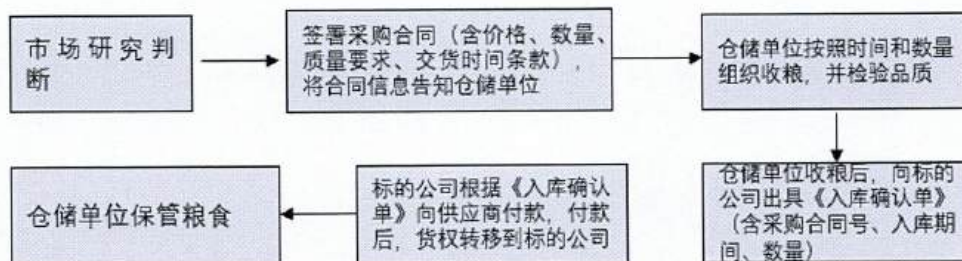 市场研究判
断
签署采购合同（含价格、数量、
质量要求、交货时间条款），
将合同信息告知仓储单位
仓储单位按照时间和数量
组织收粮，并检验品质
仓储单位收粮后，向标的
公司出具《入库确认单》
（含采购合同号、入库期
间、数量）
标的公司根据《入库确认
单》向供应商付款，付款
后，货权转移到标的公司
仓储单位保管粮食